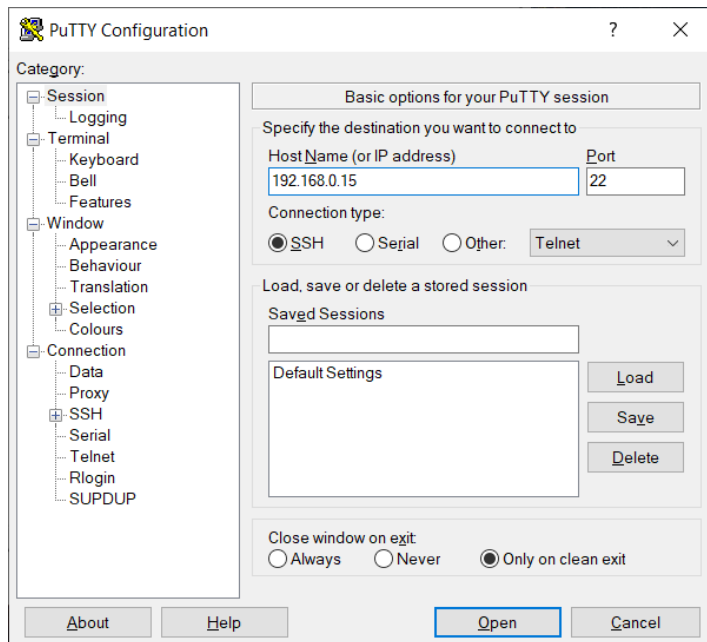 PuTTY Configuration
?
Category:
Session
Logging
Terminal
Keyboard
Bell
Features
Window
Appearance
Behaviour
Translation
Selection
Colours
Connection
Data
Proxy
SSH
Serial
Telnet
Rlogin
SUPDUP
Basic options for your PuTTY session
Specify the destination you want to connect to
Host Name (or IP address) Port
192.168.0.15 22
Connection type:
SSH Serial Other: Telnet
Load, save or delete a stored session
Saved Sessions
Default Settings
Load
Save
Delete
Close window on exit:
Always Never Only on clean exit
About Help Open Cancel